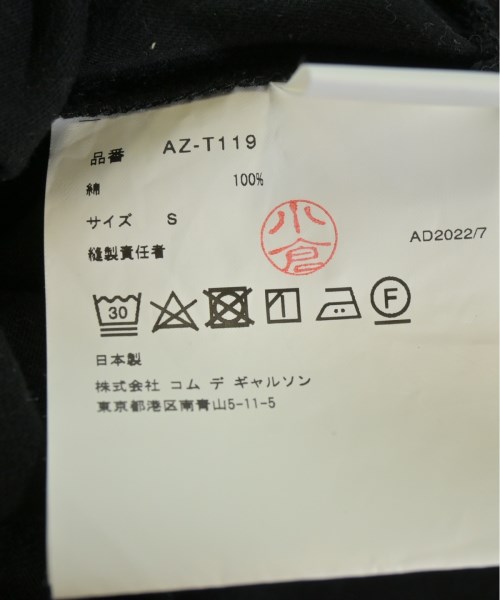 品番 AZ-T119
綿 100%
サイズ S
縫製責任者
小倉
AD2022/7
30
F
日本製
株式会社 コム デ ギャルソン
東京都港区南青山5-11-5